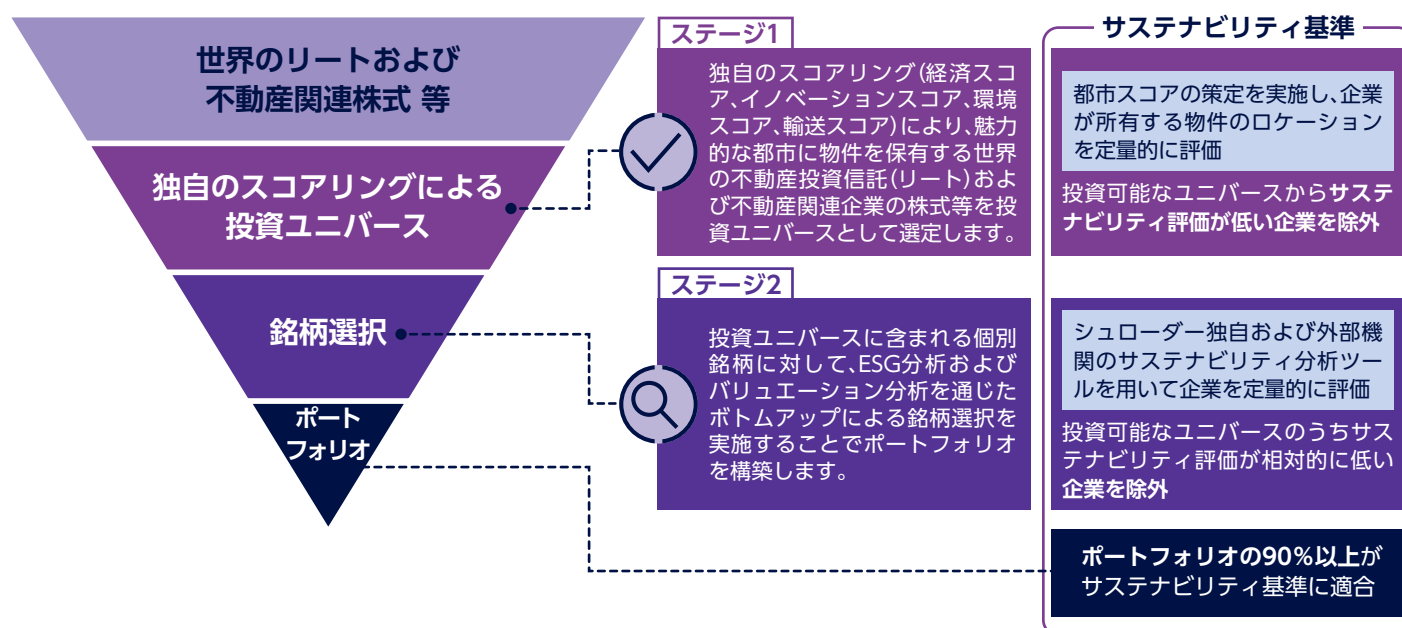 世界のリートおよび
不動産関連株式 等
独自のスコアリングによる
投資ユニバース
銘柄選択
ポート
フォリオ
ステージ1
独自のスコアリング（経済スコ
ア、イノベーションスコア、環境
スコア、輸送スコア）により、魅力
的な都市に物件を保有する世界
の不動産投資信託（リート）およ
び不動産関連企業の株式等を投
資ユニバースとして選定します。
ステージ2
投資ユニバースに含まれる個別
銘柄に対して、ESG分析および
バリュエーション分析を通じた
ボトムアップによる銘柄選択を
実施することでポートフォリオ
を構築します。
サステナビリティ基準
都市スコアの策定を実施し、企業
が所有する物件のロケーション
を定量的に評価
投資可能なユニバースからサステ
ナビリティ評価が低い企業を除外
シュローダー独自および外部機
関のサステナビリティ分析ツー
ルを用いて企業を定量的に評価
投資可能なユニバースのうちサス
テナビリティ評価が相対的に低い
企業を除外
ポートフォリオの90%以上が
サステナビリティ基準に適合